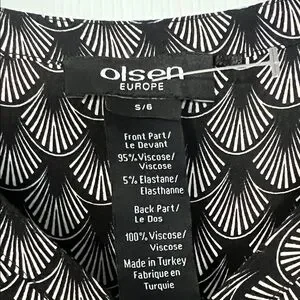 olsen
EUROPE
S/6
Front Part/
Le Devant
95% Viscose/
Viscose
5% Elastane/
Elasthanne
Back Part/
Le Dos
100% Viscose/
Viscose
Made in Turkey
Fabrique en
Turquie